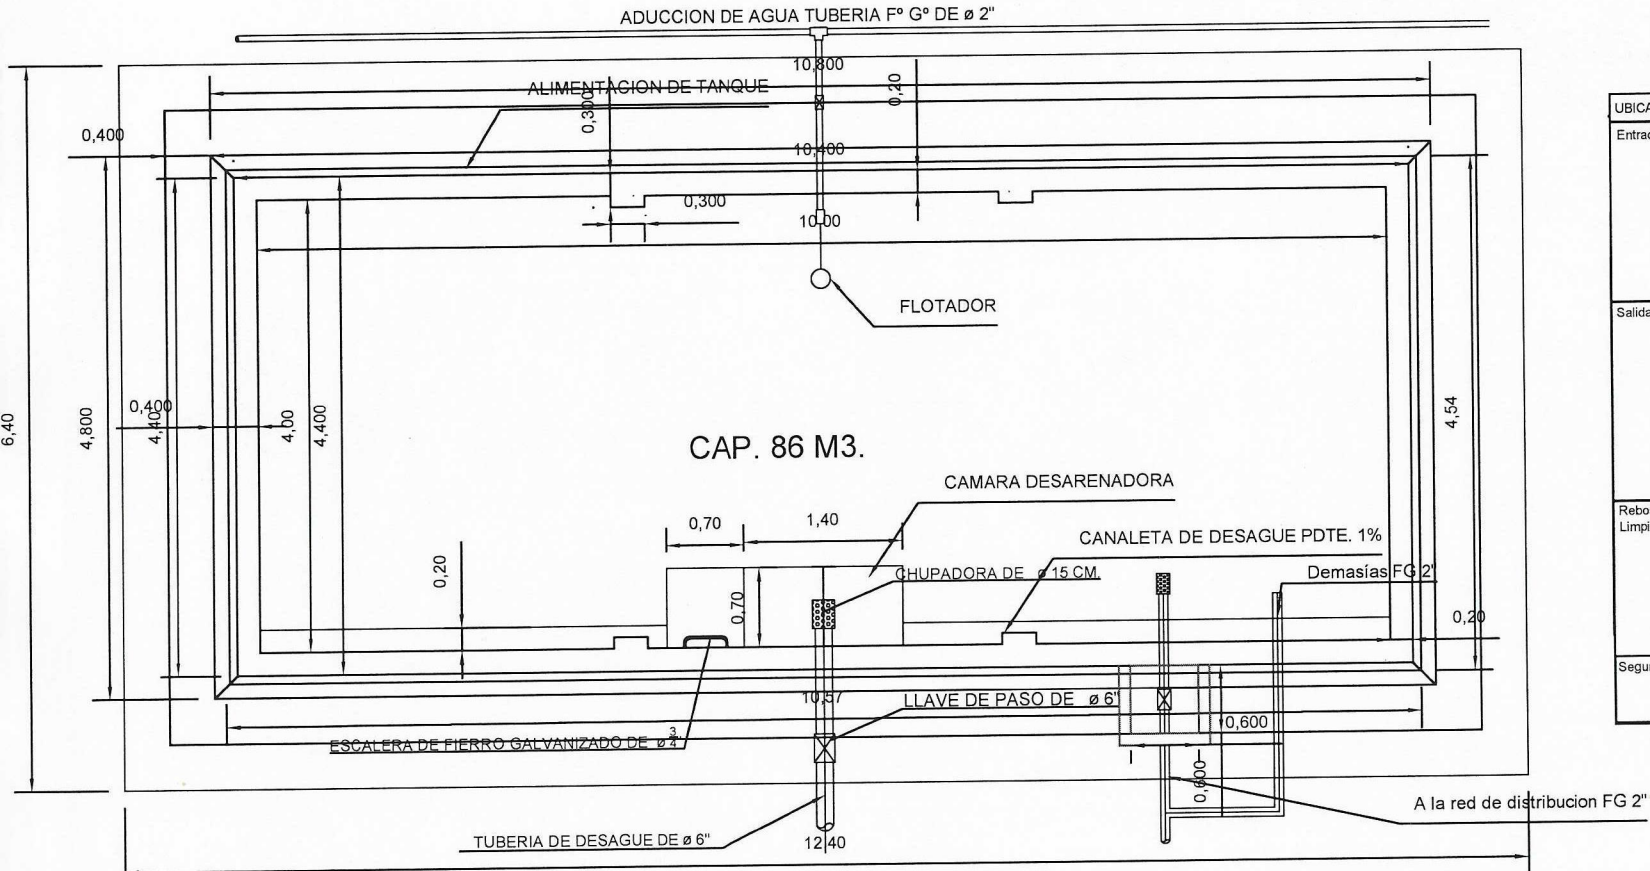 ADUCCION DE AGUA TUBERIA Fº Gº DE ø 2"
10,800
ALIMENTACION DE TANQUE
0,300
0,20
0,400
10,400
0,300
10,00
FLOTADOR
6,40
4,800
0,400
4,40
4,00
4,400
4,54
CAP. 86 M3.
CAMARA DESARENADORA
0,70
1,40
CANALETA DE DESAGUE PDTE. 1%
0,20
CHUPADORA DE ø 15 CM.
Demasías FG 2"
0,70
0,20
10,57
LLAVE DE PASO DE ø 6"
0,600
ESCALERA DE FIERRO GALVANIZADO DE ø 3/4"
0,600
A la red de distribucion FG 2"
TUBERIA DE DESAGUE DE ø 6"
12,40
UBICA
Entrad
Salida
Rebo
Limpi
Segur